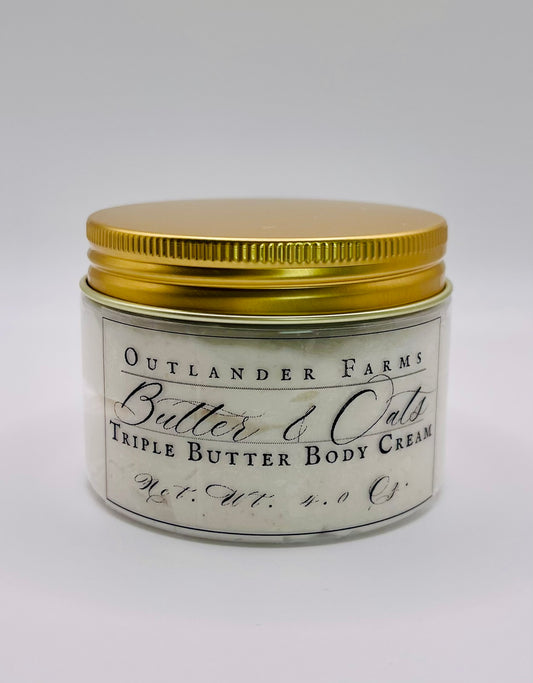 Outlander Farms
Butter & Oats
Triple Butter Body Cream
Net. Wt. 4.0 Oz.